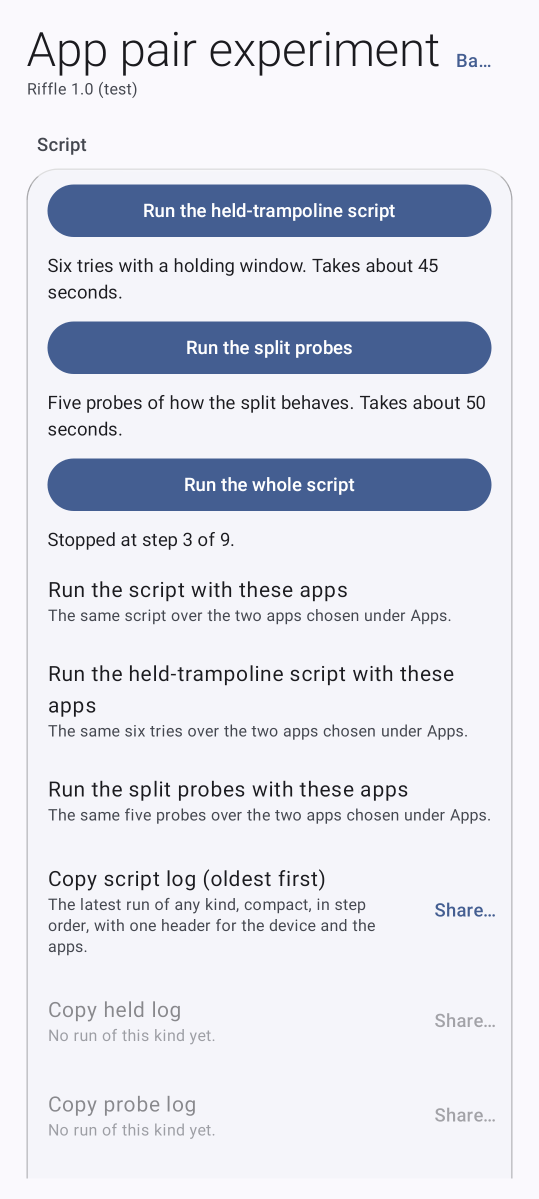 App pair experiment
Ba…
Riffle 1.0 (test)
Script
Run the held-trampoline script
Six tries with a holding window. Takes about 45
seconds.
Run the split probes
Five probes of how the split behaves. Takes about 50
seconds.
Run the whole script
Stopped at step 3 of 9.
Run the script with these apps
The same script over the two apps chosen under Apps.
Run the held-trampoline script with these
apps
The same six tries over the two apps chosen under Apps.
Run the split probes with these apps
The same five probes over the two apps chosen under Apps.
Copy script log (oldest first)
The latest run of any kind, compact, in step
order, with one header for the device and the
apps.
Share…
Copy held log
No run of this kind yet.
Share…
Copy probe log
No run of this kind yet.
Share…